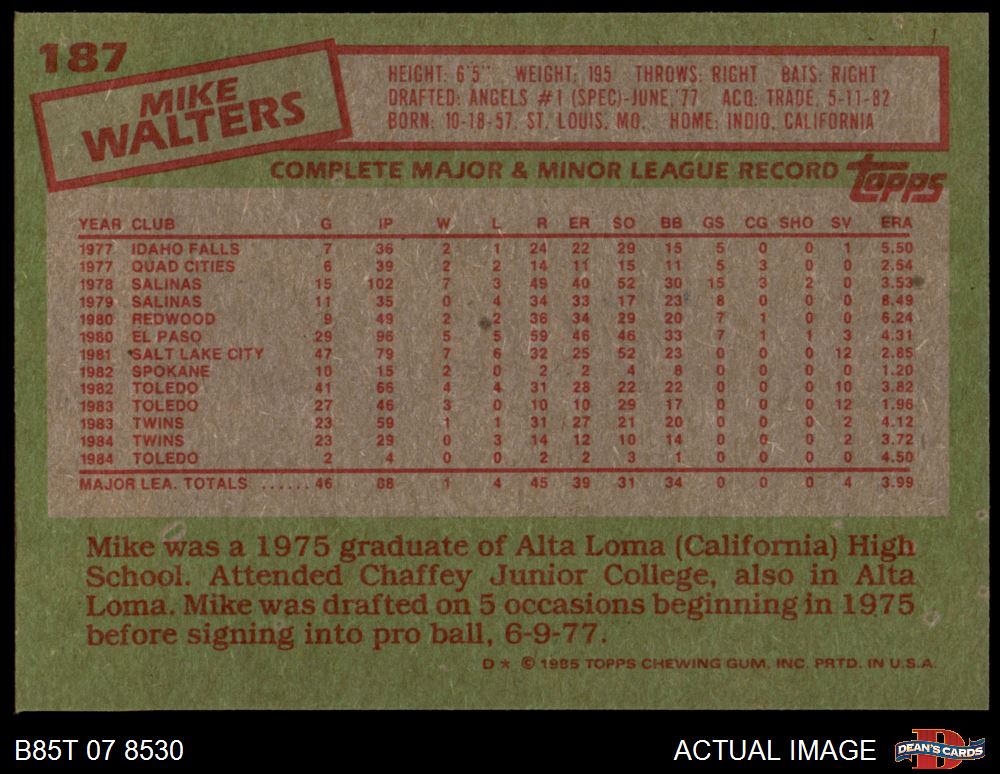 187
MIKE
WALTERS
HEIGHT: 6'5" WEIGHT: 195 THROWS: RIGHT BATS: RIGHT
DRAFTED: ANGELS #1 (SPEC)-JUNE,'77 ACQ: TRADE, 5-11-82
BORN: 10-18-57, ST. LOUIS, MO. HOME: INDIO, CALIFORNIA
COMPLETE MAJOR & MINOR LEAGUE RECORD topps
YEAR CLUB G IP W L R ER SO BB GS CG SHO SV ERA
1977 IDAHO FALLS 7 36 2 1 24 22 29 15 5 0 0 1 5.50
1977 QUAD CITIES 6 39 2 2 14 11 15 11 5 3 0 0 2.54
1978 SALINAS 15 102 7 3 49 40 52 30 15 3 2 0 3.53
1979 SALINAS 11 35 0 4 34 33 17 23 8 0 0 0 8.49
1980 REDWOOD 9 49 2 2 36 34 29 20 7 1 0 0 6.24
1980 EL PASO 29 96 5 5 59 46 46 33 7 1 1 3 4.31
1981 SALT LAKE CITY 47 79 7 6 32 25 52 23 0 0 0 12 2.85
1982 SPOKANE 10 15 2 0 2 2 4 8 0 0 0 0 1.20
1982 TOLEDO 41 66 4 4 31 28 22 22 0 0 0 10 3.82
1983 TOLEDO 27 46 3 0 10 10 29 17 0 0 0 12 1.96
1983 TWINS 23 59 1 1 31 27 21 20 0 0 0 2 4.12
1984 TWINS 23 29 0 3 14 12 10 14 0 0 0 2 3.72
1984 TOLEDO 2 4 0 0 2 2 3 1 0 0 0 0 4.50
MAJOR LEA. TOTALS ...... 46 88 1 4 45 39 31 34 0 0 0 4 3.99
Mike was a 1975 graduate of Alta Loma (California) High
School. Attended Chaffey Junior College, also in Alta
Loma. Mike was drafted on 5 occasions beginning in 1975
before signing into pro ball, 6-9-77.
D* © 1985 TOPPS CHEWING GUM, INC. PRTD. IN U.S.A.
B85T 07 8530 ACTUAL IMAGE DEAN'S CARDS